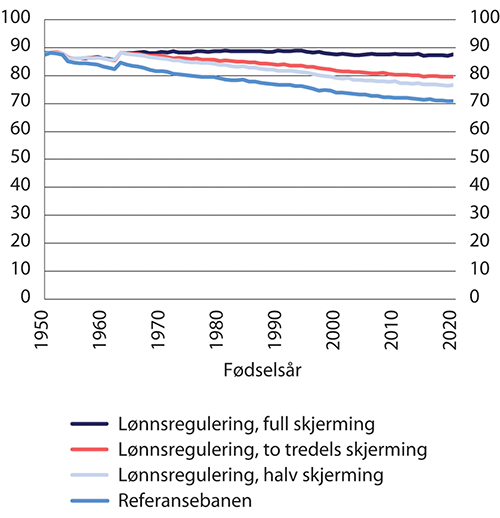 100 100
90 90
80 80
70 70
60 60
50 50
40 40
30 30
20 20
10 10
0 0
1950 1960 1970 1980 1990 2000 2010 2020
Fødselsår
Lønnsregulering, full skjerming
Lønnsregulering, to tredels skjerming
Lønnsregulering, halv skjerming
Referansebanen